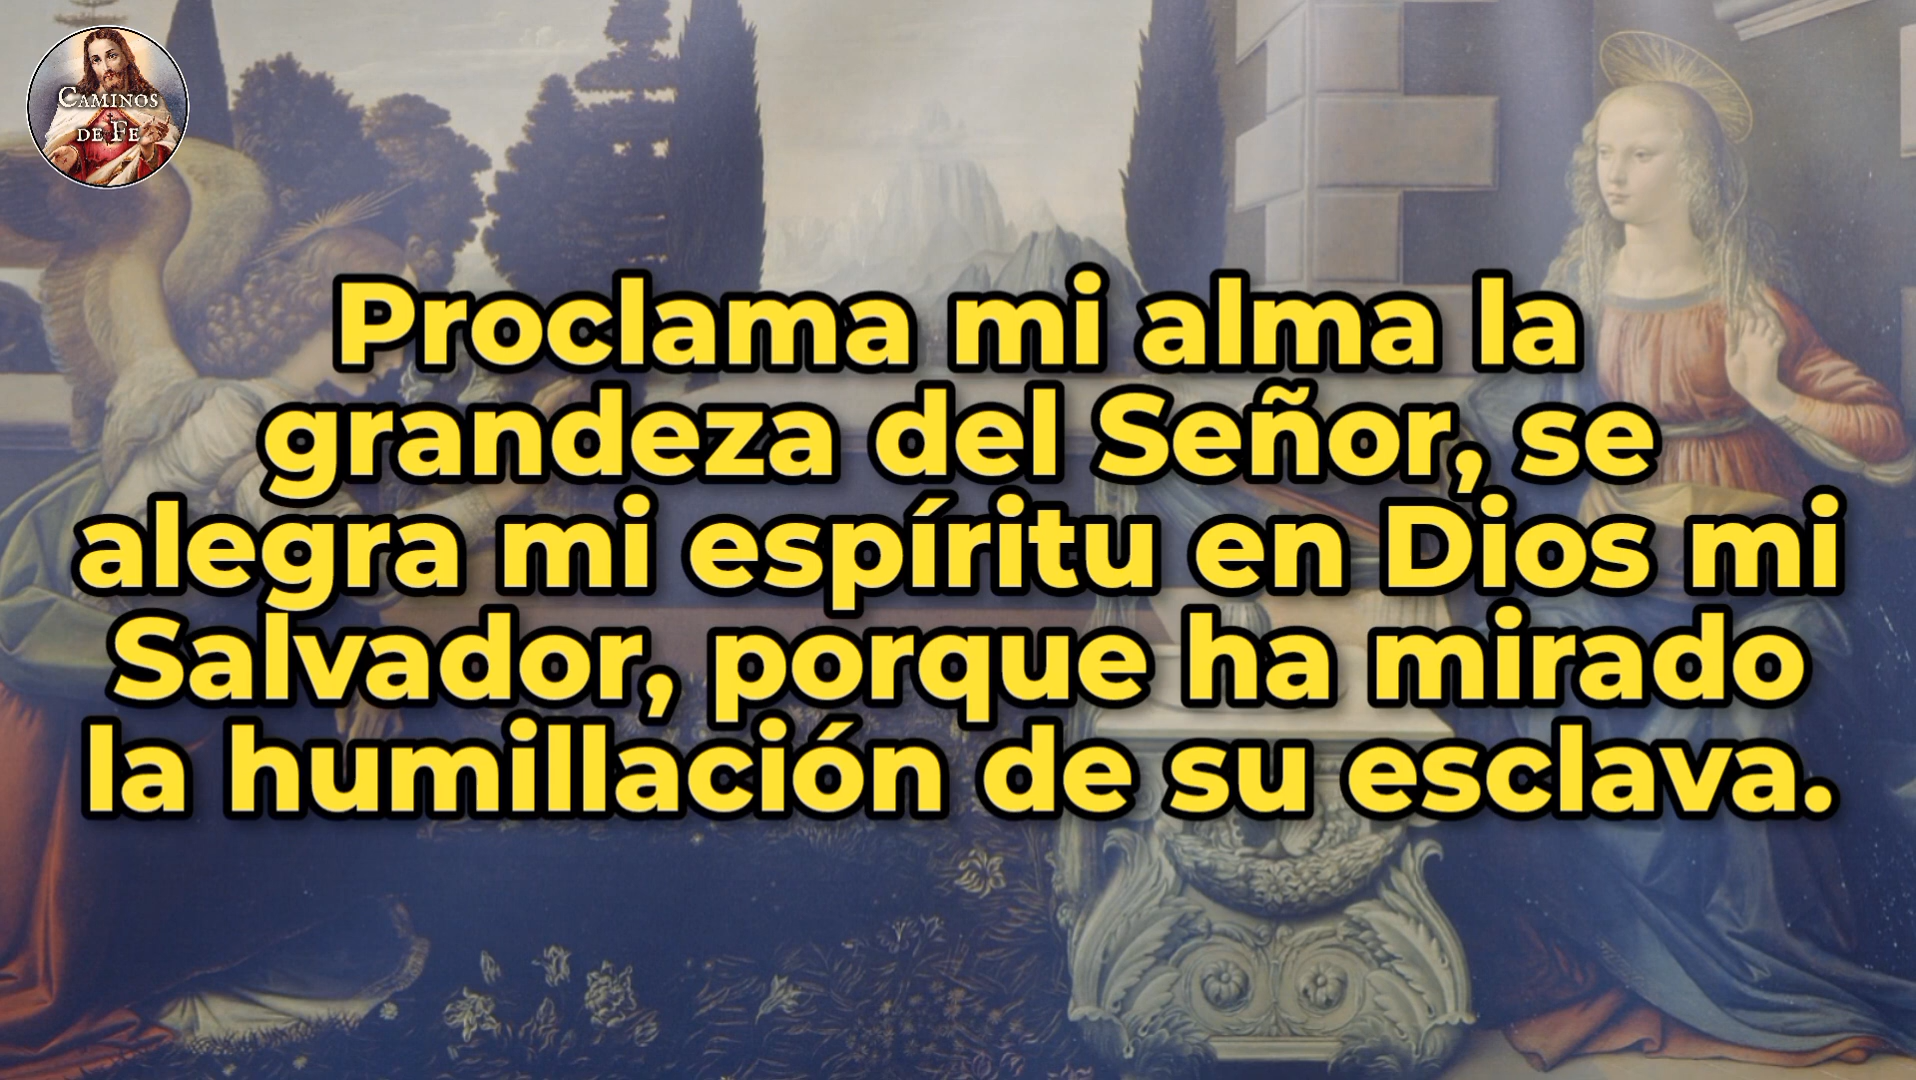 CAMINOS
DE FE
Proclama mi alma la
grandeza del Señor, se
alegra mi espíritu en Dios mi
Salvador, porque ha mirado
la humillación de su esclava.